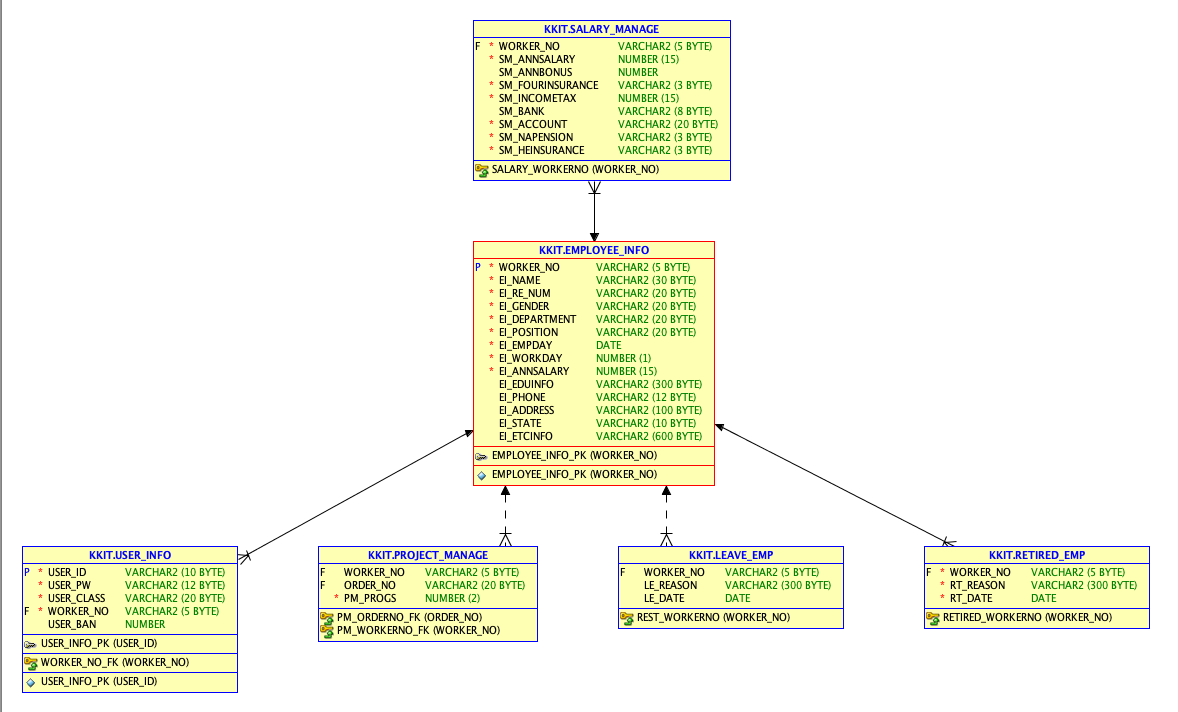 KKIT.SALARY_MANAGE
F * WORKER_NO VARCHAR2 (5 BYTE)
* SM_ANNSALARY NUMBER (15)
SM_ANNBONUS NUMBER
* SM_FOURINSURANCE VARCHAR2 (3 BYTE)
* SM_INCOMETAX NUMBER (15)
SM_BANK VARCHAR2 (8 BYTE)
* SM_ACCOUNT VARCHAR2 (20 BYTE)
* SM_NAPENSION VARCHAR2 (3 BYTE)
* SM_HEINSURANCE VARCHAR2 (3 BYTE)
SALARY_WORKERNO (WORKER_NO)
KKIT.EMPLOYEE_INFO
P * WORKER_NO VARCHAR2 (5 BYTE)
* EI_NAME VARCHAR2 (30 BYTE)
* EI_RE_NUM VARCHAR2 (20 BYTE)
* EI_GENDER VARCHAR2 (20 BYTE)
* EI_DEPARTMENT VARCHAR2 (20 BYTE)
* EI_POSITION VARCHAR2 (20 BYTE)
* EI_EMPDAY DATE
* EI_WORKDAY NUMBER (1)
* EI_ANNSALARY NUMBER (15)
EI_EDUINFO VARCHAR2 (300 BYTE)
EI_PHONE VARCHAR2 (12 BYTE)
EI_ADDRESS VARCHAR2 (100 BYTE)
EI_STATE VARCHAR2 (10 BYTE)
EI_ETCINFO VARCHAR2 (600 BYTE)
EMPLOYEE_INFO_PK (WORKER_NO)
EMPLOYEE_INFO_PK (WORKER_NO)
KKIT.USER_INFO
P * USER_ID VARCHAR2 (10 BYTE)
* USER_PW VARCHAR2 (12 BYTE)
* USER_CLASS VARCHAR2 (20 BYTE)
F * WORKER_NO VARCHAR2 (5 BYTE)
USER_BAN NUMBER
USER_INFO_PK (USER_ID)
WORKER_NO_FK (WORKER_NO)
USER_INFO_PK (USER_ID)
KKIT.PROJECT_MANAGE
F WORKER_NO VARCHAR2 (5 BYTE)
F ORDER_NO VARCHAR2 (20 BYTE)
* PM_PROGS NUMBER (2)
PM_ORDERNO_FK (ORDER_NO)
PM_WORKERNO_FK (WORKER_NO)
KKIT.LEAVE_EMP
F WORKER_NO VARCHAR2 (5 BYTE)
LE_REASON VARCHAR2 (300 BYTE)
LE_DATE DATE
REST_WORKERNO (WORKER_NO)
KKIT.RETIRED_EMP
F * WORKER_NO VARCHAR2 (5 BYTE)
* RT_REASON VARCHAR2 (300 BYTE)
* RT_DATE DATE
RETIRED_WORKERNO (WORKER_NO)